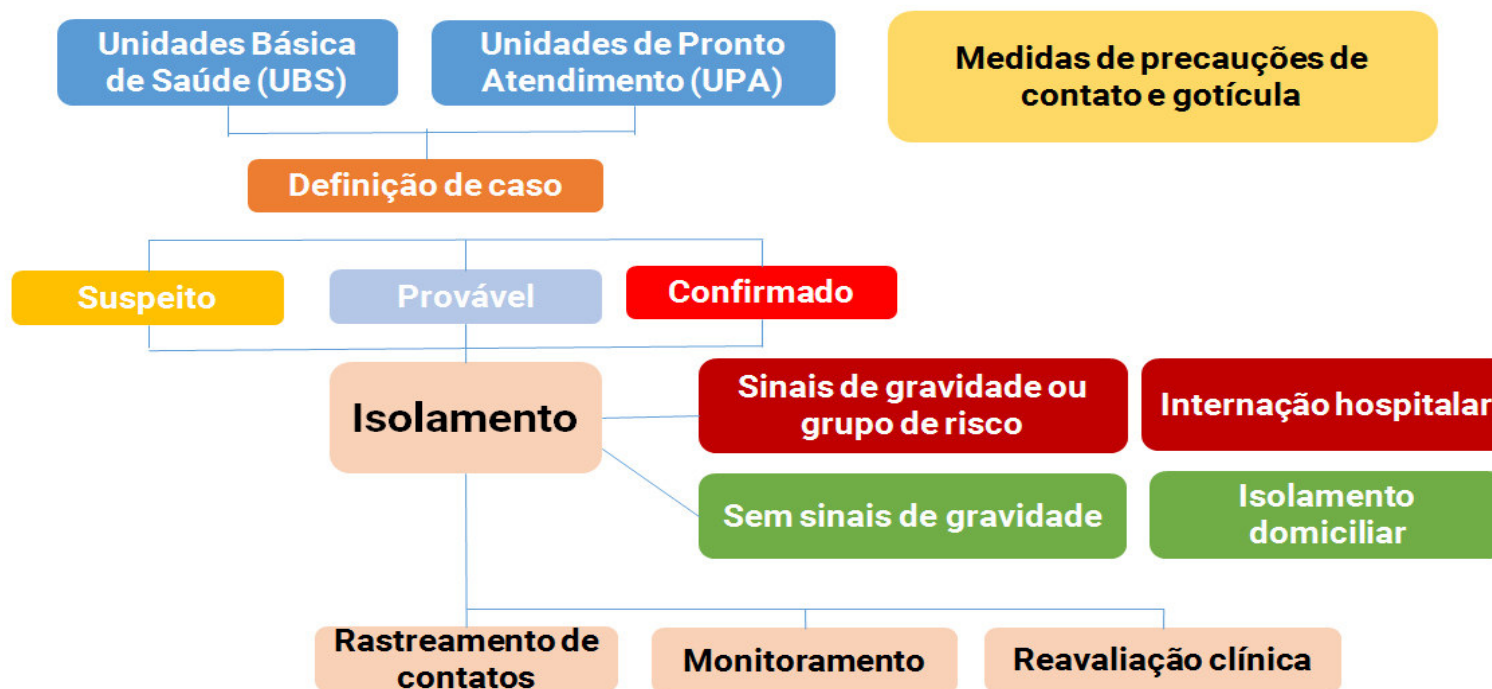 Unidades Básica
de Saúde (UBS)
Unidades de Pronto
Atendimento (UPA)
Medidas de precauções de
contato e gotícula
Definição de caso
Suspeito
Provável
Confirmado
Isolamento
Sinais de gravidade ou
grupo de risco
Internação hospitalar
Sem sinais de gravidade
Isolamento
domiciliar
Rastreamento de
contatos
Monitoramento
Reavaliação clínica